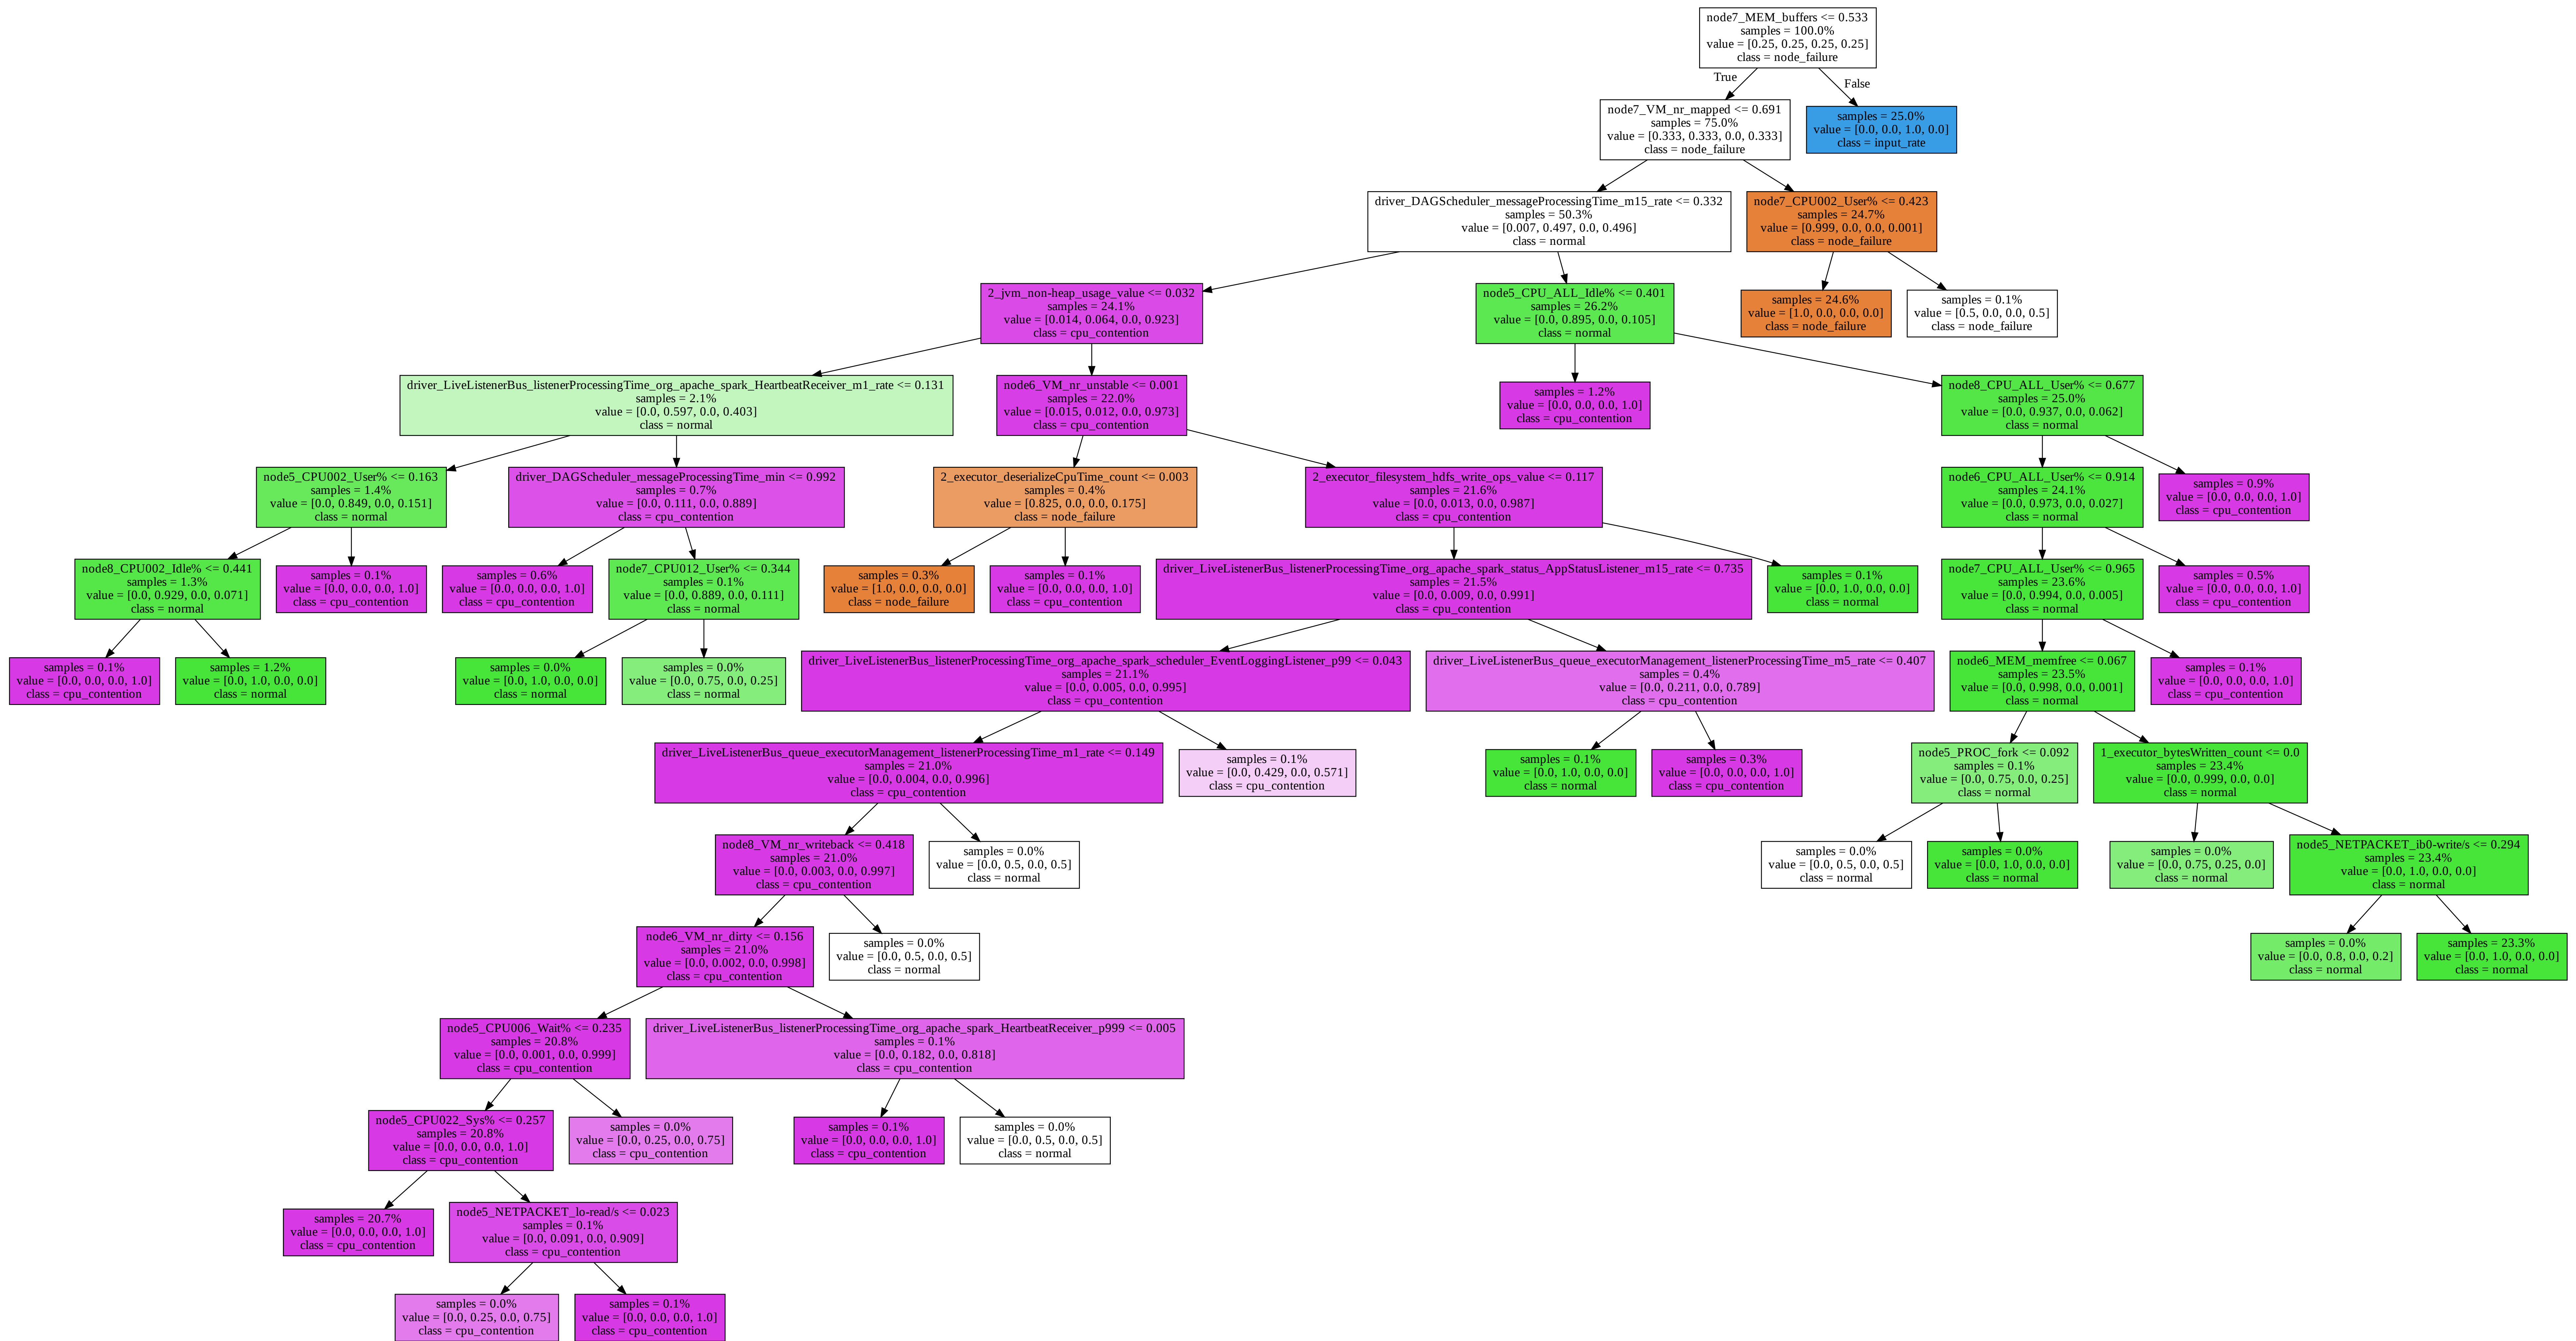 node7_MEM_buffers <= 0.533
samples = 100.0%
value = [0.25, 0.25, 0.25, 0.25]
class = node_failure
True
False
node7_VM_nr_mapped <= 0.691
samples = 75.0%
value = [0.333, 0.333, 0.0, 0.333]
class = node_failure
samples = 25.0%
value = [0.0, 0.0, 1.0, 0.0]
class = input_rate
driver_DAGScheduler_messageProcessingTime_m15_rate <= 0.332
samples = 50.3%
value = [0.007, 0.497, 0.0, 0.496]
class = normal
node7_CPU002_User% <= 0.423
samples = 24.7%
value = [0.999, 0.0, 0.0, 0.001]
class = node_failure
2_jvm_non-heap_usage_value <= 0.032
samples = 24.1%
value = [0.014, 0.064, 0.0, 0.923]
class = cpu_contention
node5_CPU_ALL_Idle% <= 0.401
samples = 26.2%
value = [0.0, 0.895, 0.0, 0.105]
class = normal
samples = 24.6%
value = [1.0, 0.0, 0.0, 0.0]
class = node_failure
samples = 0.1%
value = [0.5, 0.0, 0.0, 0.5]
class = node_failure
driver_LiveListenerBus_listenerProcessingTime_org_apache_spark_HeartbeatReceiver_m1_rate <= 0.131
samples = 2.1%
value = [0.0, 0.597, 0.0, 0.403]
class = normal
node6_VM_nr_unstable <= 0.001
samples = 22.0%
value = [0.015, 0.012, 0.0, 0.973]
class = cpu_contention
samples = 1.2%
value = [0.0, 0.0, 0.0, 1.0]
class = cpu_contention
node8_CPU_ALL_User% <= 0.677
samples = 25.0%
value = [0.0, 0.937, 0.0, 0.062]
class = normal
node5_CPU002_User% <= 0.163
samples = 1.4%
value = [0.0, 0.849, 0.0, 0.151]
class = normal
driver_DAGScheduler_messageProcessingTime_min <= 0.992
samples = 0.7%
value = [0.0, 0.111, 0.0, 0.889]
class = cpu_contention
2_executor_deserializeCpuTime_count <= 0.003
samples = 0.4%
value = [0.825, 0.0, 0.0, 0.175]
class = node_failure
2_executor_filesystem_hdfs_write_ops_value <= 0.117
samples = 21.6%
value = [0.0, 0.013, 0.0, 0.987]
class = cpu_contention
node6_CPU_ALL_User% <= 0.914
samples = 24.1%
value = [0.0, 0.973, 0.0, 0.027]
class = normal
samples = 0.9%
value = [0.0, 0.0, 0.0, 1.0]
class = cpu_contention
node8_CPU002_Idle% <= 0.441
samples = 1.3%
value = [0.0, 0.929, 0.0, 0.071]
class = normal
samples = 0.1%
value = [0.0, 0.0, 0.0, 1.0]
class = cpu_contention
samples = 0.6%
value = [0.0, 0.0, 0.0, 1.0]
class = cpu_contention
node7_CPU012_User% <= 0.344
samples = 0.1%
value = [0.0, 0.889, 0.0, 0.111]
class = normal
samples = 0.3%
value = [1.0, 0.0, 0.0, 0.0]
class = node_failure
samples = 0.1%
value = [0.0, 0.0, 0.0, 1.0]
class = cpu_contention
driver_LiveListenerBus_listenerProcessingTime_org_apache_spark_status_AppStatusListener_m15_rate <= 0.735
samples = 21.5%
value = [0.0, 0.009, 0.0, 0.991]
class = cpu_contention
samples = 0.1%
value = [0.0, 1.0, 0.0, 0.0]
class = normal
node7_CPU_ALL_User% <= 0.965
samples = 23.6%
value = [0.0, 0.994, 0.0, 0.005]
class = normal
samples = 0.5%
value = [0.0, 0.0, 0.0, 1.0]
class = cpu_contention
samples = 0.1%
value = [0.0, 0.0, 0.0, 1.0]
class = cpu_contention
samples = 1.2%
value = [0.0, 1.0, 0.0, 0.0]
class = normal
samples = 0.0%
value = [0.0, 1.0, 0.0, 0.0]
class = normal
samples = 0.0%
value = [0.0, 0.75, 0.0, 0.25]
class = normal
driver_LiveListenerBus_listenerProcessingTime_org_apache_spark_scheduler_EventLoggingListener_p99 <= 0.043
samples = 21.1%
value = [0.0, 0.005, 0.0, 0.995]
class = cpu_contention
driver_LiveListenerBus_queue_executorManagement_listenerProcessingTime_m5_rate <= 0.407
samples = 0.4%
value = [0.0, 0.211, 0.0, 0.789]
class = cpu_contention
node6_MEM_memfree <= 0.067
samples = 23.5%
value = [0.0, 0.998, 0.0, 0.001]
class = normal
samples = 0.1%
value = [0.0, 0.0, 0.0, 1.0]
class = cpu_contention
driver_LiveListenerBus_queue_executorManagement_listenerProcessingTime_m1_rate <= 0.149
samples = 21.0%
value = [0.0, 0.004, 0.0, 0.996]
class = cpu_contention
samples = 0.1%
value = [0.0, 0.429, 0.0, 0.571]
class = cpu_contention
samples = 0.1%
value = [0.0, 1.0, 0.0, 0.0]
class = normal
samples = 0.3%
value = [0.0, 0.0, 0.0, 1.0]
class = cpu_contention
node5_PROC_fork <= 0.092
samples = 0.1%
value = [0.0, 0.75, 0.0, 0.25]
class = normal
1_executor_bytesWritten_count <= 0.0
samples = 23.4%
value = [0.0, 0.999, 0.0, 0.0]
class = normal
node8_VM_nr_writeback <= 0.418
samples = 21.0%
value = [0.0, 0.003, 0.0, 0.997]
class = cpu_contention
samples = 0.0%
value = [0.0, 0.5, 0.0, 0.5]
class = normal
samples = 0.0%
value = [0.0, 0.5, 0.0, 0.5]
class = normal
samples = 0.0%
value = [0.0, 1.0, 0.0, 0.0]
class = normal
samples = 0.0%
value = [0.0, 0.75, 0.25, 0.0]
class = normal
node5_NETPACKET_ib0-write/s <= 0.294
samples = 23.4%
value = [0.0, 1.0, 0.0, 0.0]
class = normal
node6_VM_nr_dirty <= 0.156
samples = 21.0%
value = [0.0, 0.002, 0.0, 0.998]
class = cpu_contention
samples = 0.0%
value = [0.0, 0.5, 0.0, 0.5]
class = normal
samples = 0.0%
value = [0.0, 0.8, 0.0, 0.2]
class = normal
samples = 23.3%
value = [0.0, 1.0, 0.0, 0.0]
class = normal
node5_CPU006_Wait% <= 0.235
samples = 20.8%
value = [0.0, 0.001, 0.0, 0.999]
class = cpu_contention
driver_LiveListenerBus_listenerProcessingTime_org_apache_spark_HeartbeatReceiver_p999 <= 0.005
samples = 0.1%
value = [0.0, 0.182, 0.0, 0.818]
class = cpu_contention
node5_CPU022_Sys% <= 0.257
samples = 20.8%
value = [0.0, 0.0, 0.0, 1.0]
class = cpu_contention
samples = 0.0%
value = [0.0, 0.25, 0.0, 0.75]
class = cpu_contention
samples = 0.1%
value = [0.0, 0.0, 0.0, 1.0]
class = cpu_contention
samples = 0.0%
value = [0.0, 0.5, 0.0, 0.5]
class = normal
samples = 20.7%
value = [0.0, 0.0, 0.0, 1.0]
class = cpu_contention
node5_NETPACKET_lo-read/s <= 0.023
samples = 0.1%
value = [0.0, 0.091, 0.0, 0.909]
class = cpu_contention
samples = 0.0%
value = [0.0, 0.25, 0.0, 0.75]
class = cpu_contention
samples = 0.1%
value = [0.0, 0.0, 0.0, 1.0]
class = cpu_contention